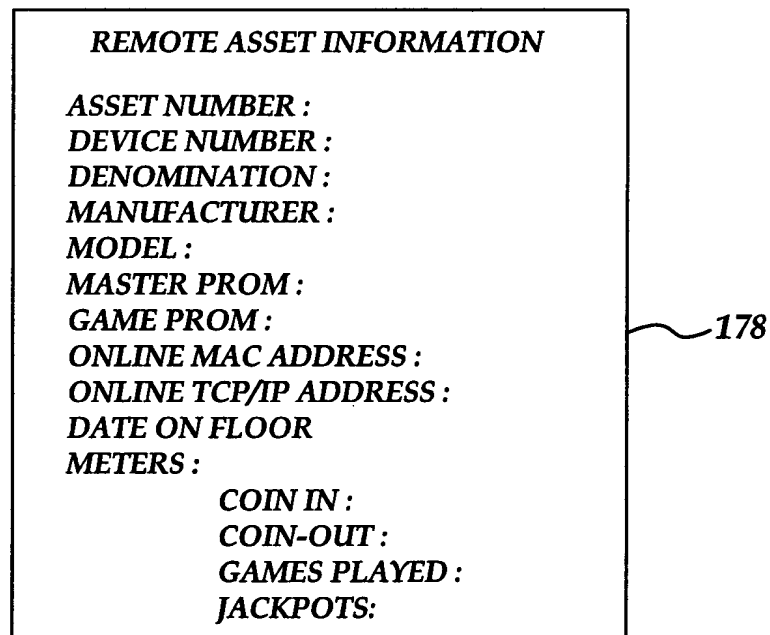 REMOTE ASSET INFORMATION
ASSET NUMBER :
DEVICE NUMBER :
DENOMINATION :
MANUFACTURER :
MODEL :
MASTER PROM :
GAME PROM :
178
ONLINE MAC ADDRESS :
ONLINE TCP/IP ADDRESS :
DATE ON FLOOR
METERS :
COIN IN :
COIN-OUT :
GAMES PLAYED :
JACKPOTS: